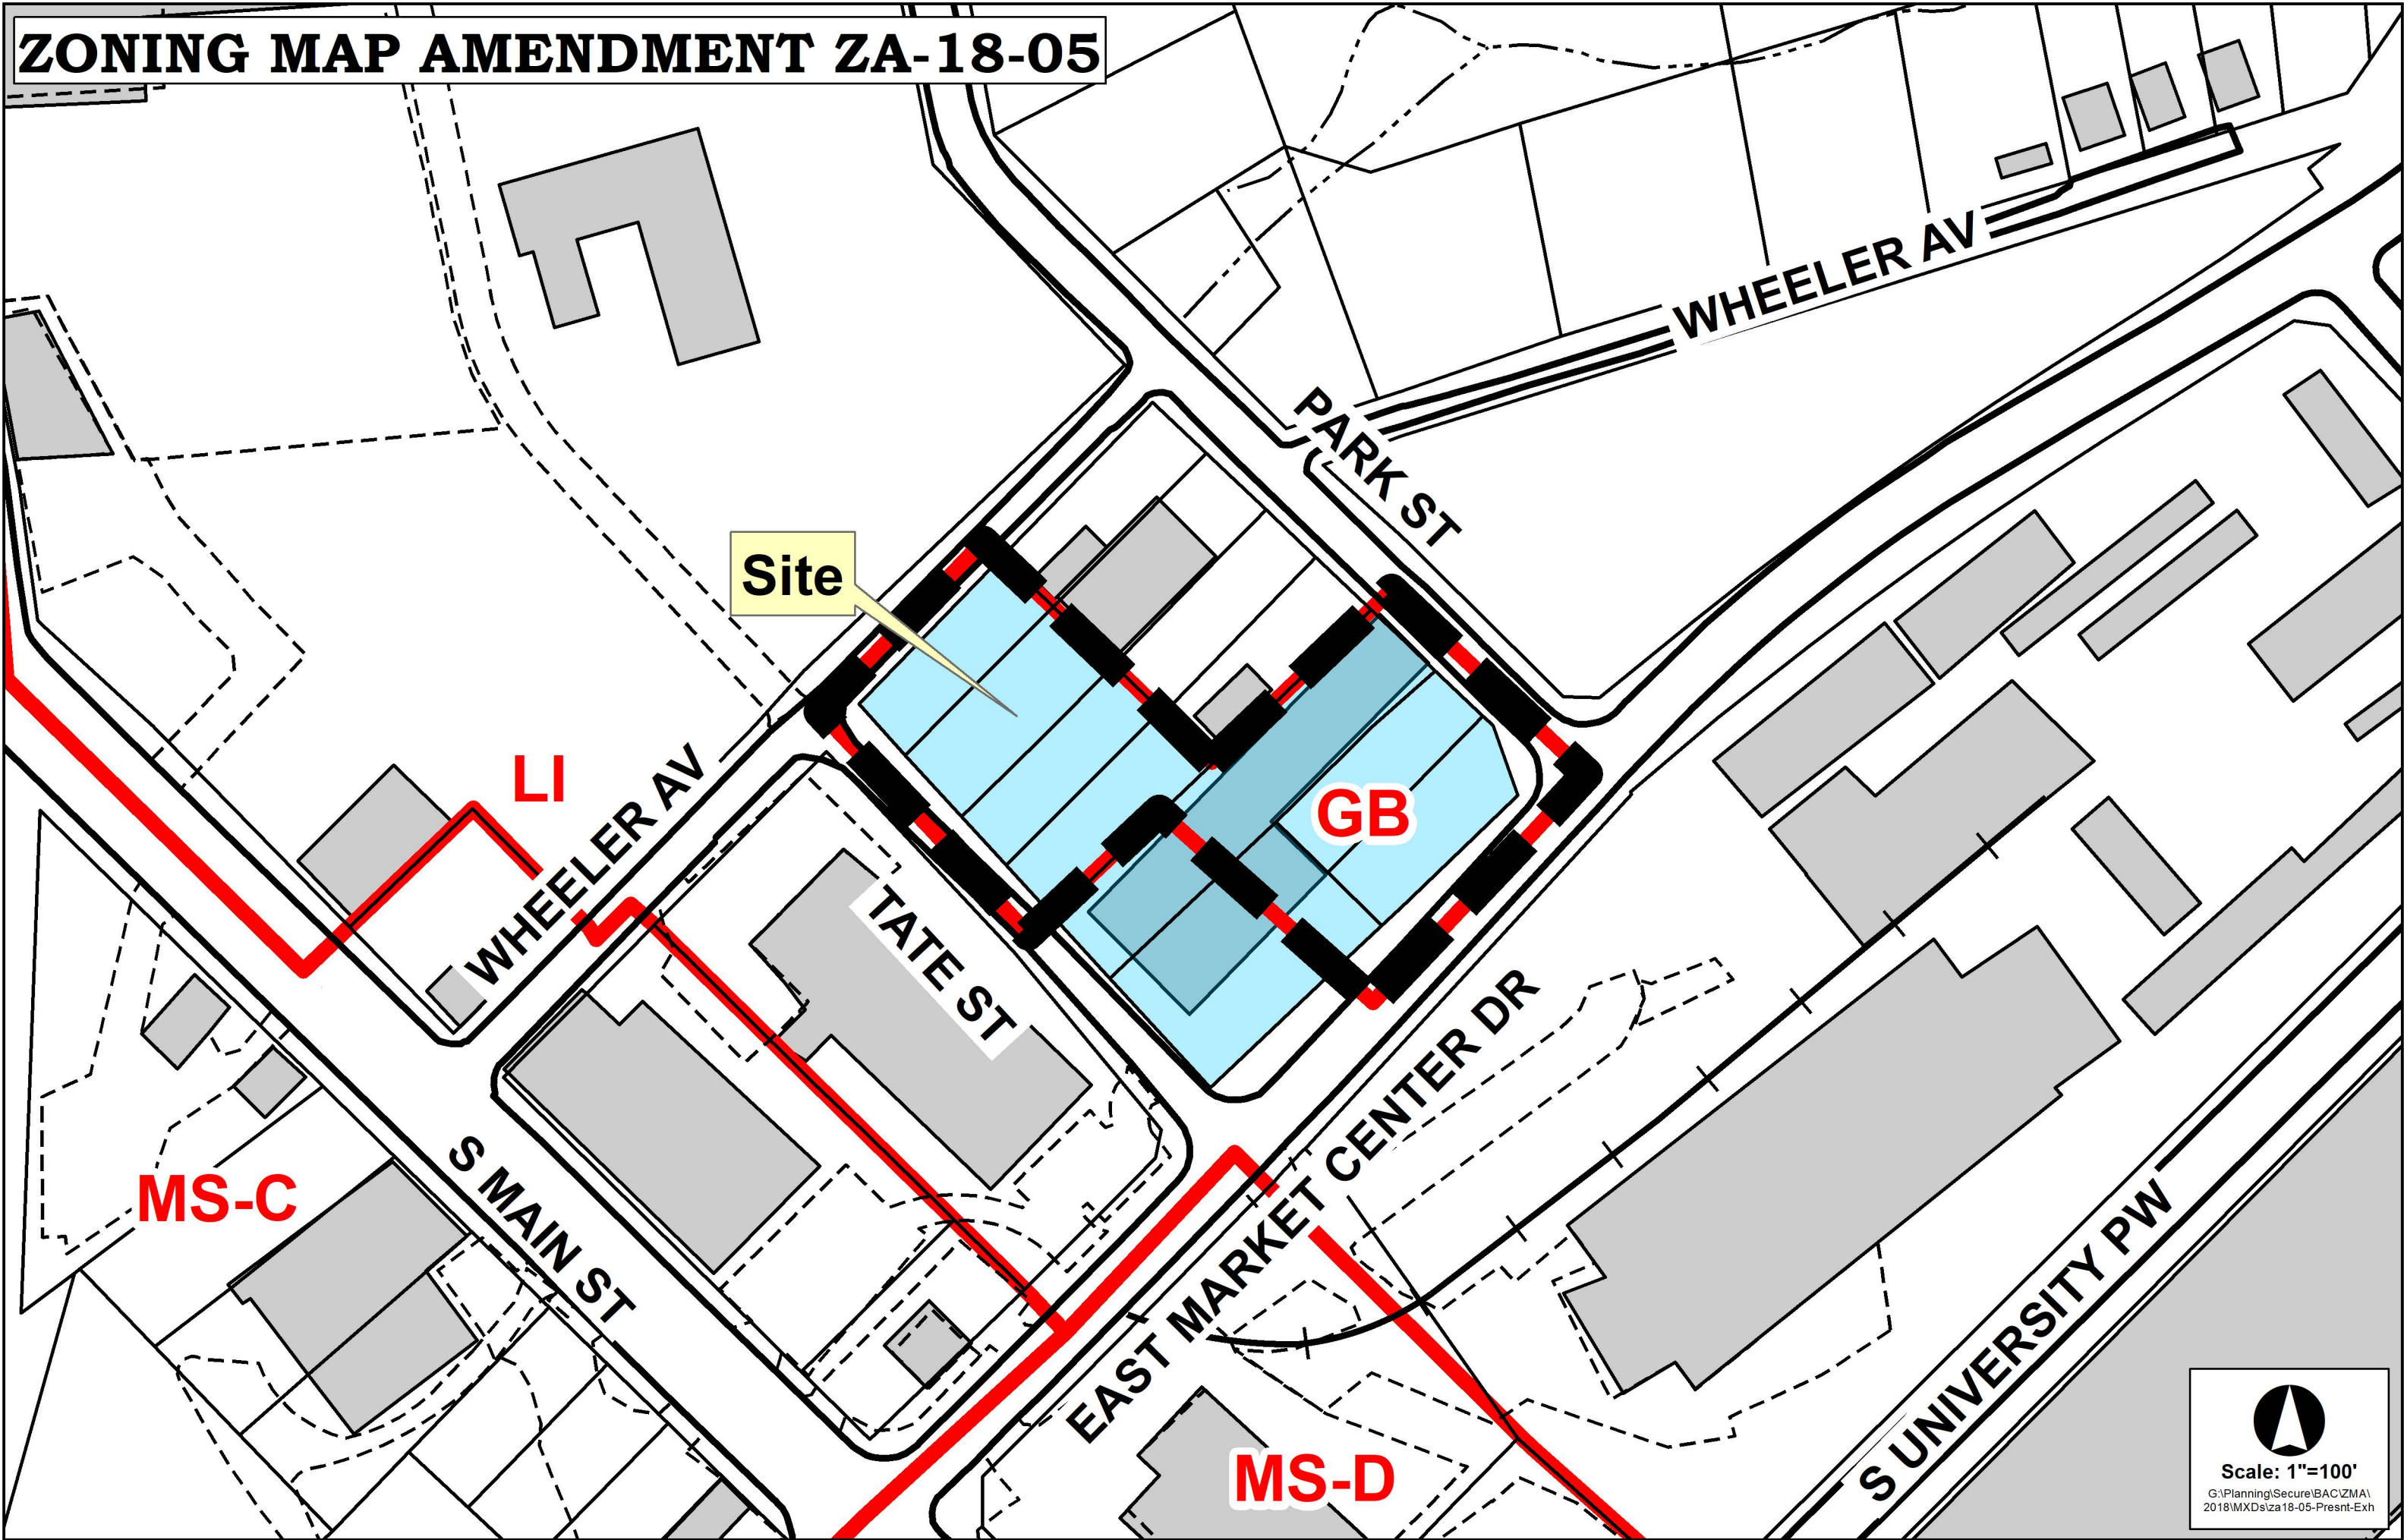 ZONING MAP AMENDMENT ZA-18-05
WHEELER AV
PARK ST
Site
LI
WHEELER AV
GB
TATE ST
EAST MARKET CENTER DR
MS-C
S MAIN ST
S UNIVERSITY PW
MS-D
Scale: 1"=100'
G:\Planning\Secure\BAC\ZMA\
2018\MXDs\za18-05-Presnt-Exh